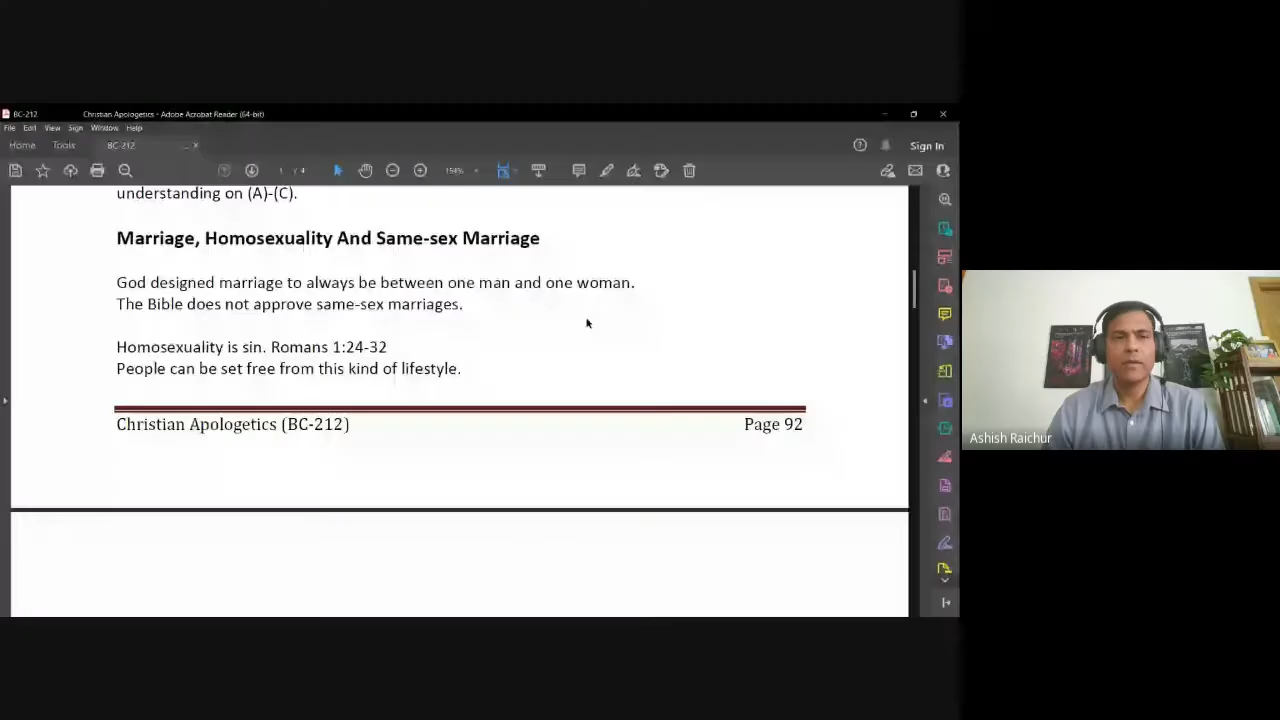 BC-212 Christian Apologetics - Adobe Acrobat Reader (64-bit)
File Edit View Sign Window Help
Home Tools BC-212 ... ×
Sign In
1 / 4
154%
understanding on (A)-(C).
Marriage, Homosexuality And Same-sex Marriage
God designed marriage to always be between one man and one woman.
The Bible does not approve same-sex marriages.
Homosexuality is sin. Romans 1:24-32
People can be set free from this kind of lifestyle.
Christian Apologetics (BC-212) Page 92
Ashish Raichur